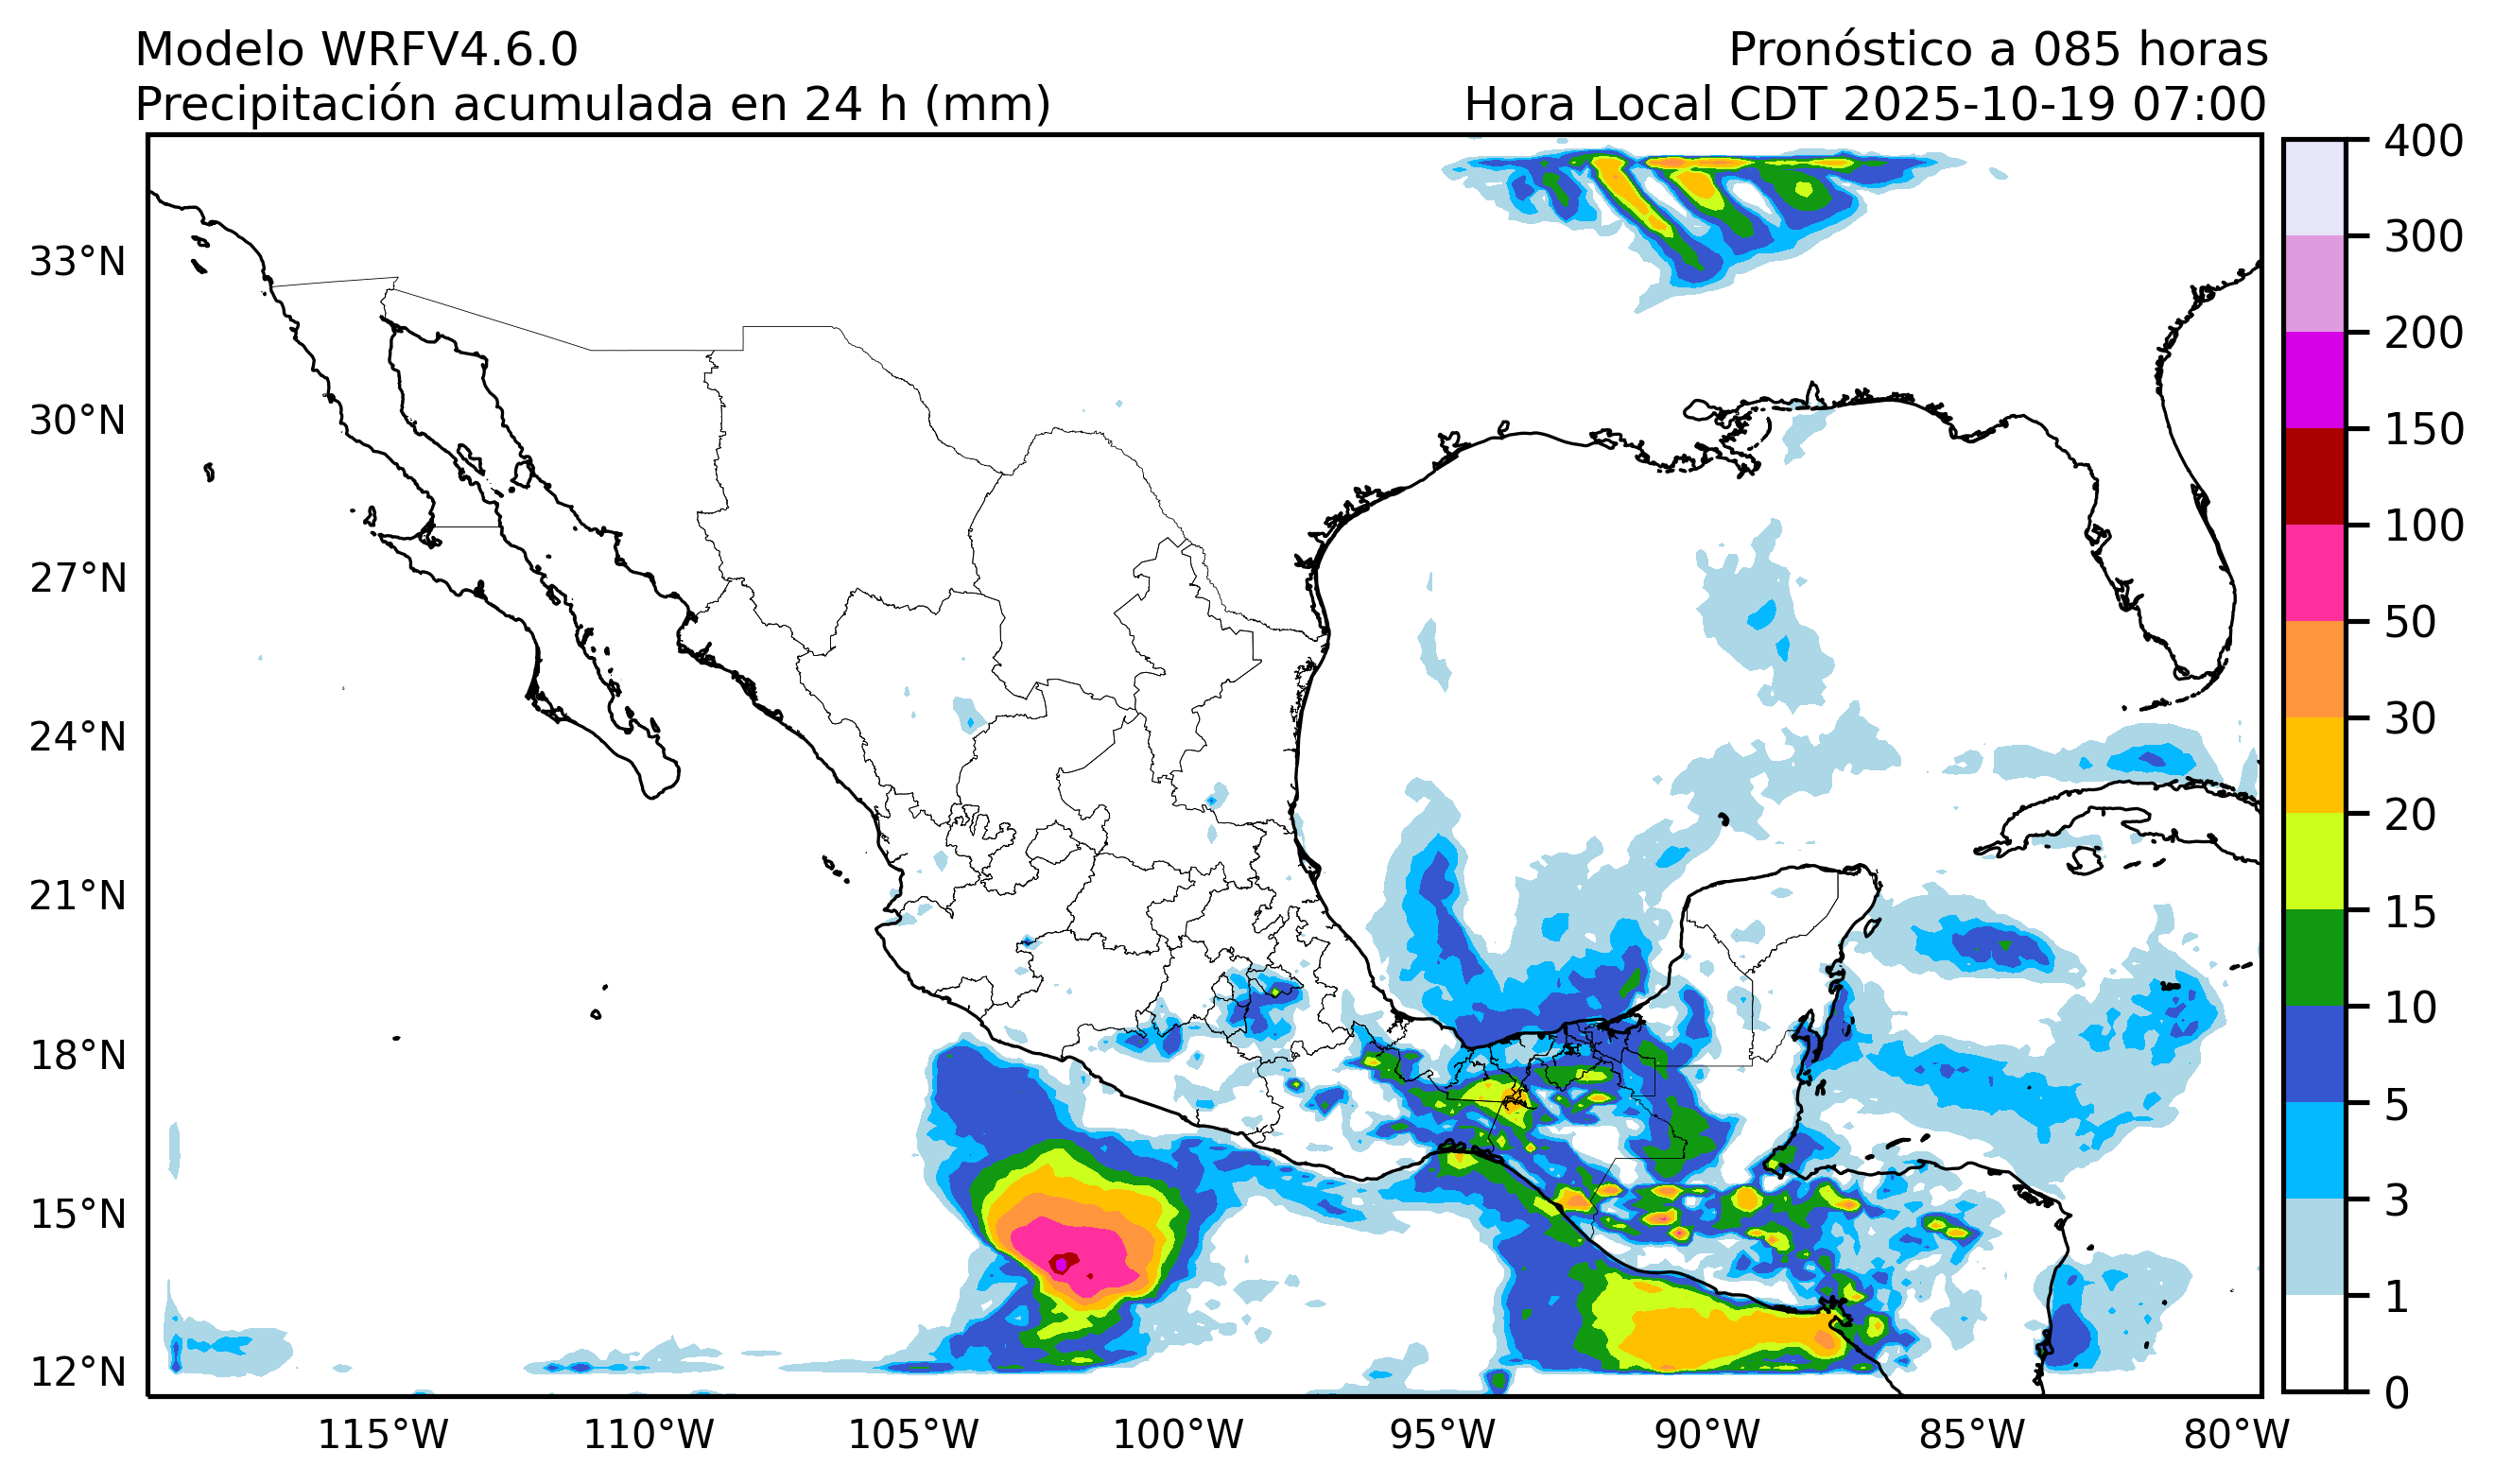 Modelo WRFV4.6.0
Pronóstico a 085 horas
Precipitación acumulada en 24 h (mm)
Hora Local CDT 2025-10-19 07:00
33°N
30°N
27°N
24°N
21°N
18°N
15°N
12°N
115°W
110°W
105°W
100°W
95°W
90°W
85°W
80°W
400
300
200
150
100
50
30
20
15
10
5
3
1
0